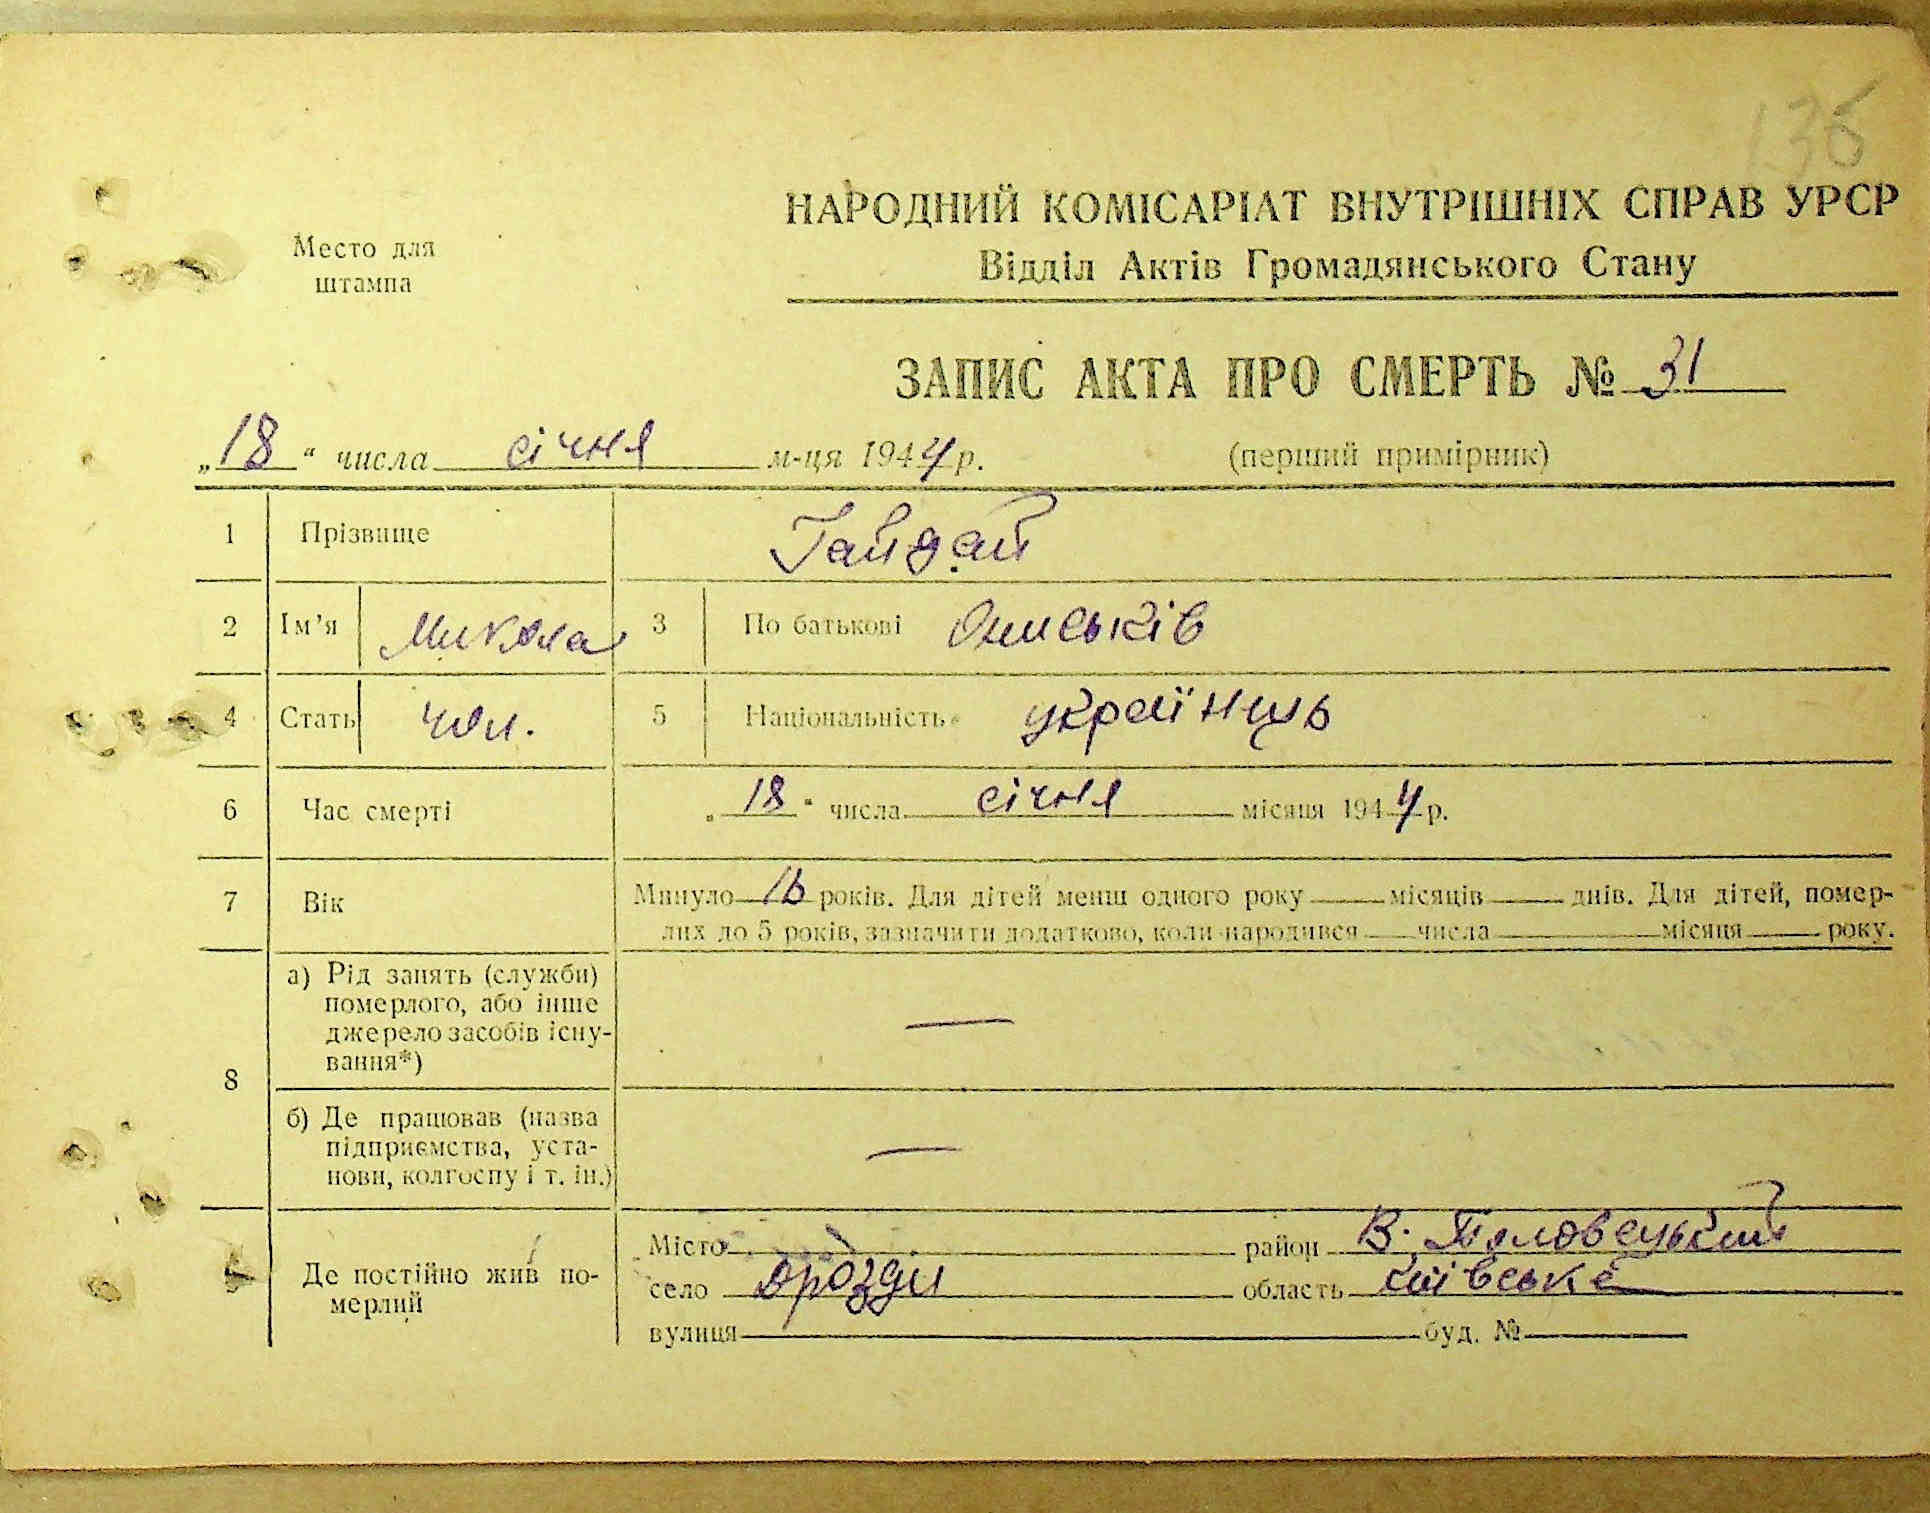 136
Место для
штампа
НАРОДНИЙ КОМІСАРІАТ ВНУТРІШНІХ СПРАВ УРСР
Відділ Актів Громадянського Стану
ЗАПИС АКТА ПРО СМЕРТЬ № 31
„18“ числа січня м-ця 1944 р. (перший примірник)
1 Прізвище Гайдай
2 Ім'я Микола 3 По батькові Ониськів
4 Стать чол. 5 Національність українць
6 Час смерті „18“ числа січня місяця 1944 р.
7 Вік Минуло 16 років. Для дітей менш одного року місяців днів. Для дітей, помер-
лих до 5 років, зазначити додатково, коли народився числа місяця року.
8 а) Рід занять (служби)
померлого, або інше
джерело засобів існу-
вання*)
—
б) Де працював (назва
підприємства, уста-
нови, колгоспу і т. ін.)
—
Де постійно жив по-
мерлий
Місто район В. Половецький
село Дрозди область Київська
вулиця буд. №